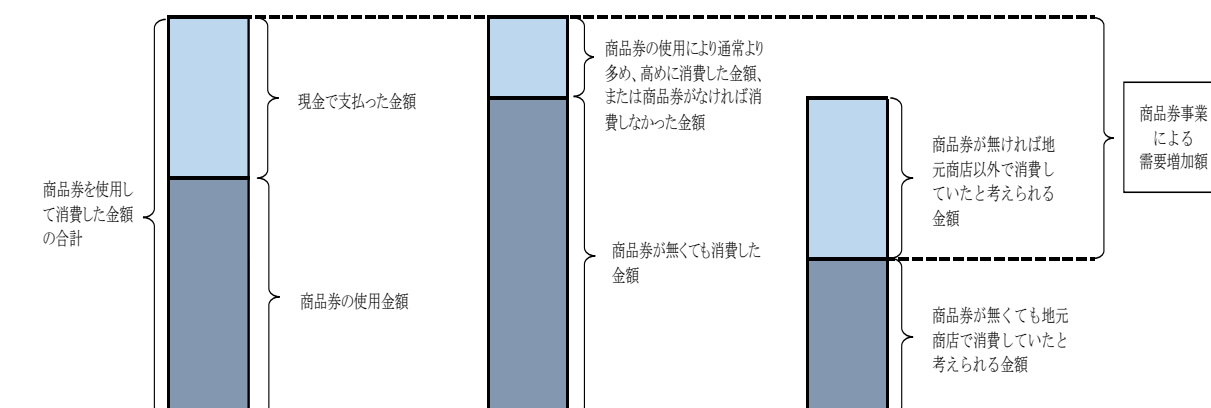 商品券を使用し
て消費した金額
の合計
現金で支払った金額
商品券の使用金額
商品券の使用により通常より
多め、高めに消費した金額、
または商品券がなければ消
費しなかった金額
商品券が無くても消費した
金額
商品券が無ければ地
元商店以外で消費し
ていたと考えられる
金額
商品券が無くても地元
商店で消費していたと
考えられる金額
商品券事業
による
需要増加額